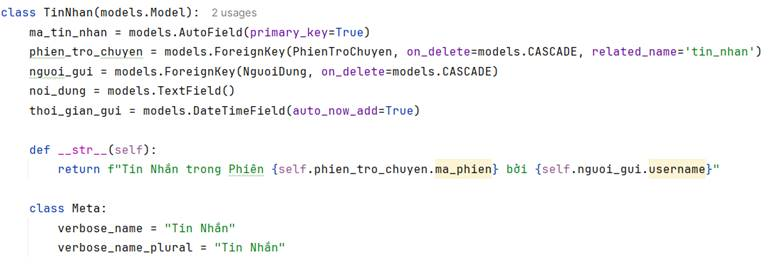 class TinNhan(models.Model):  2 usages
    ma_tin_nhan = models.AutoField(primary_key=True)
    phien_tro_chuyen = models.ForeignKey(PhienTroChuyen, on_delete=models.CASCADE, related_name='tin_nhan')
    nguoi_gui = models.ForeignKey(NguoiDung, on_delete=models.CASCADE)
    noi_dung = models.TextField()
    thoi_gian_gui = models.DateTimeField(auto_now_add=True)
    def __str__(self):
        return f"Tin Nhắn trong Phiên {self.phien_tro_chuyen.ma_phien} bởi {self.nguoi_gui.username}"
    class Meta:
        verbose_name = "Tin Nhắn"
        verbose_name_plural = "Tin Nhắn"